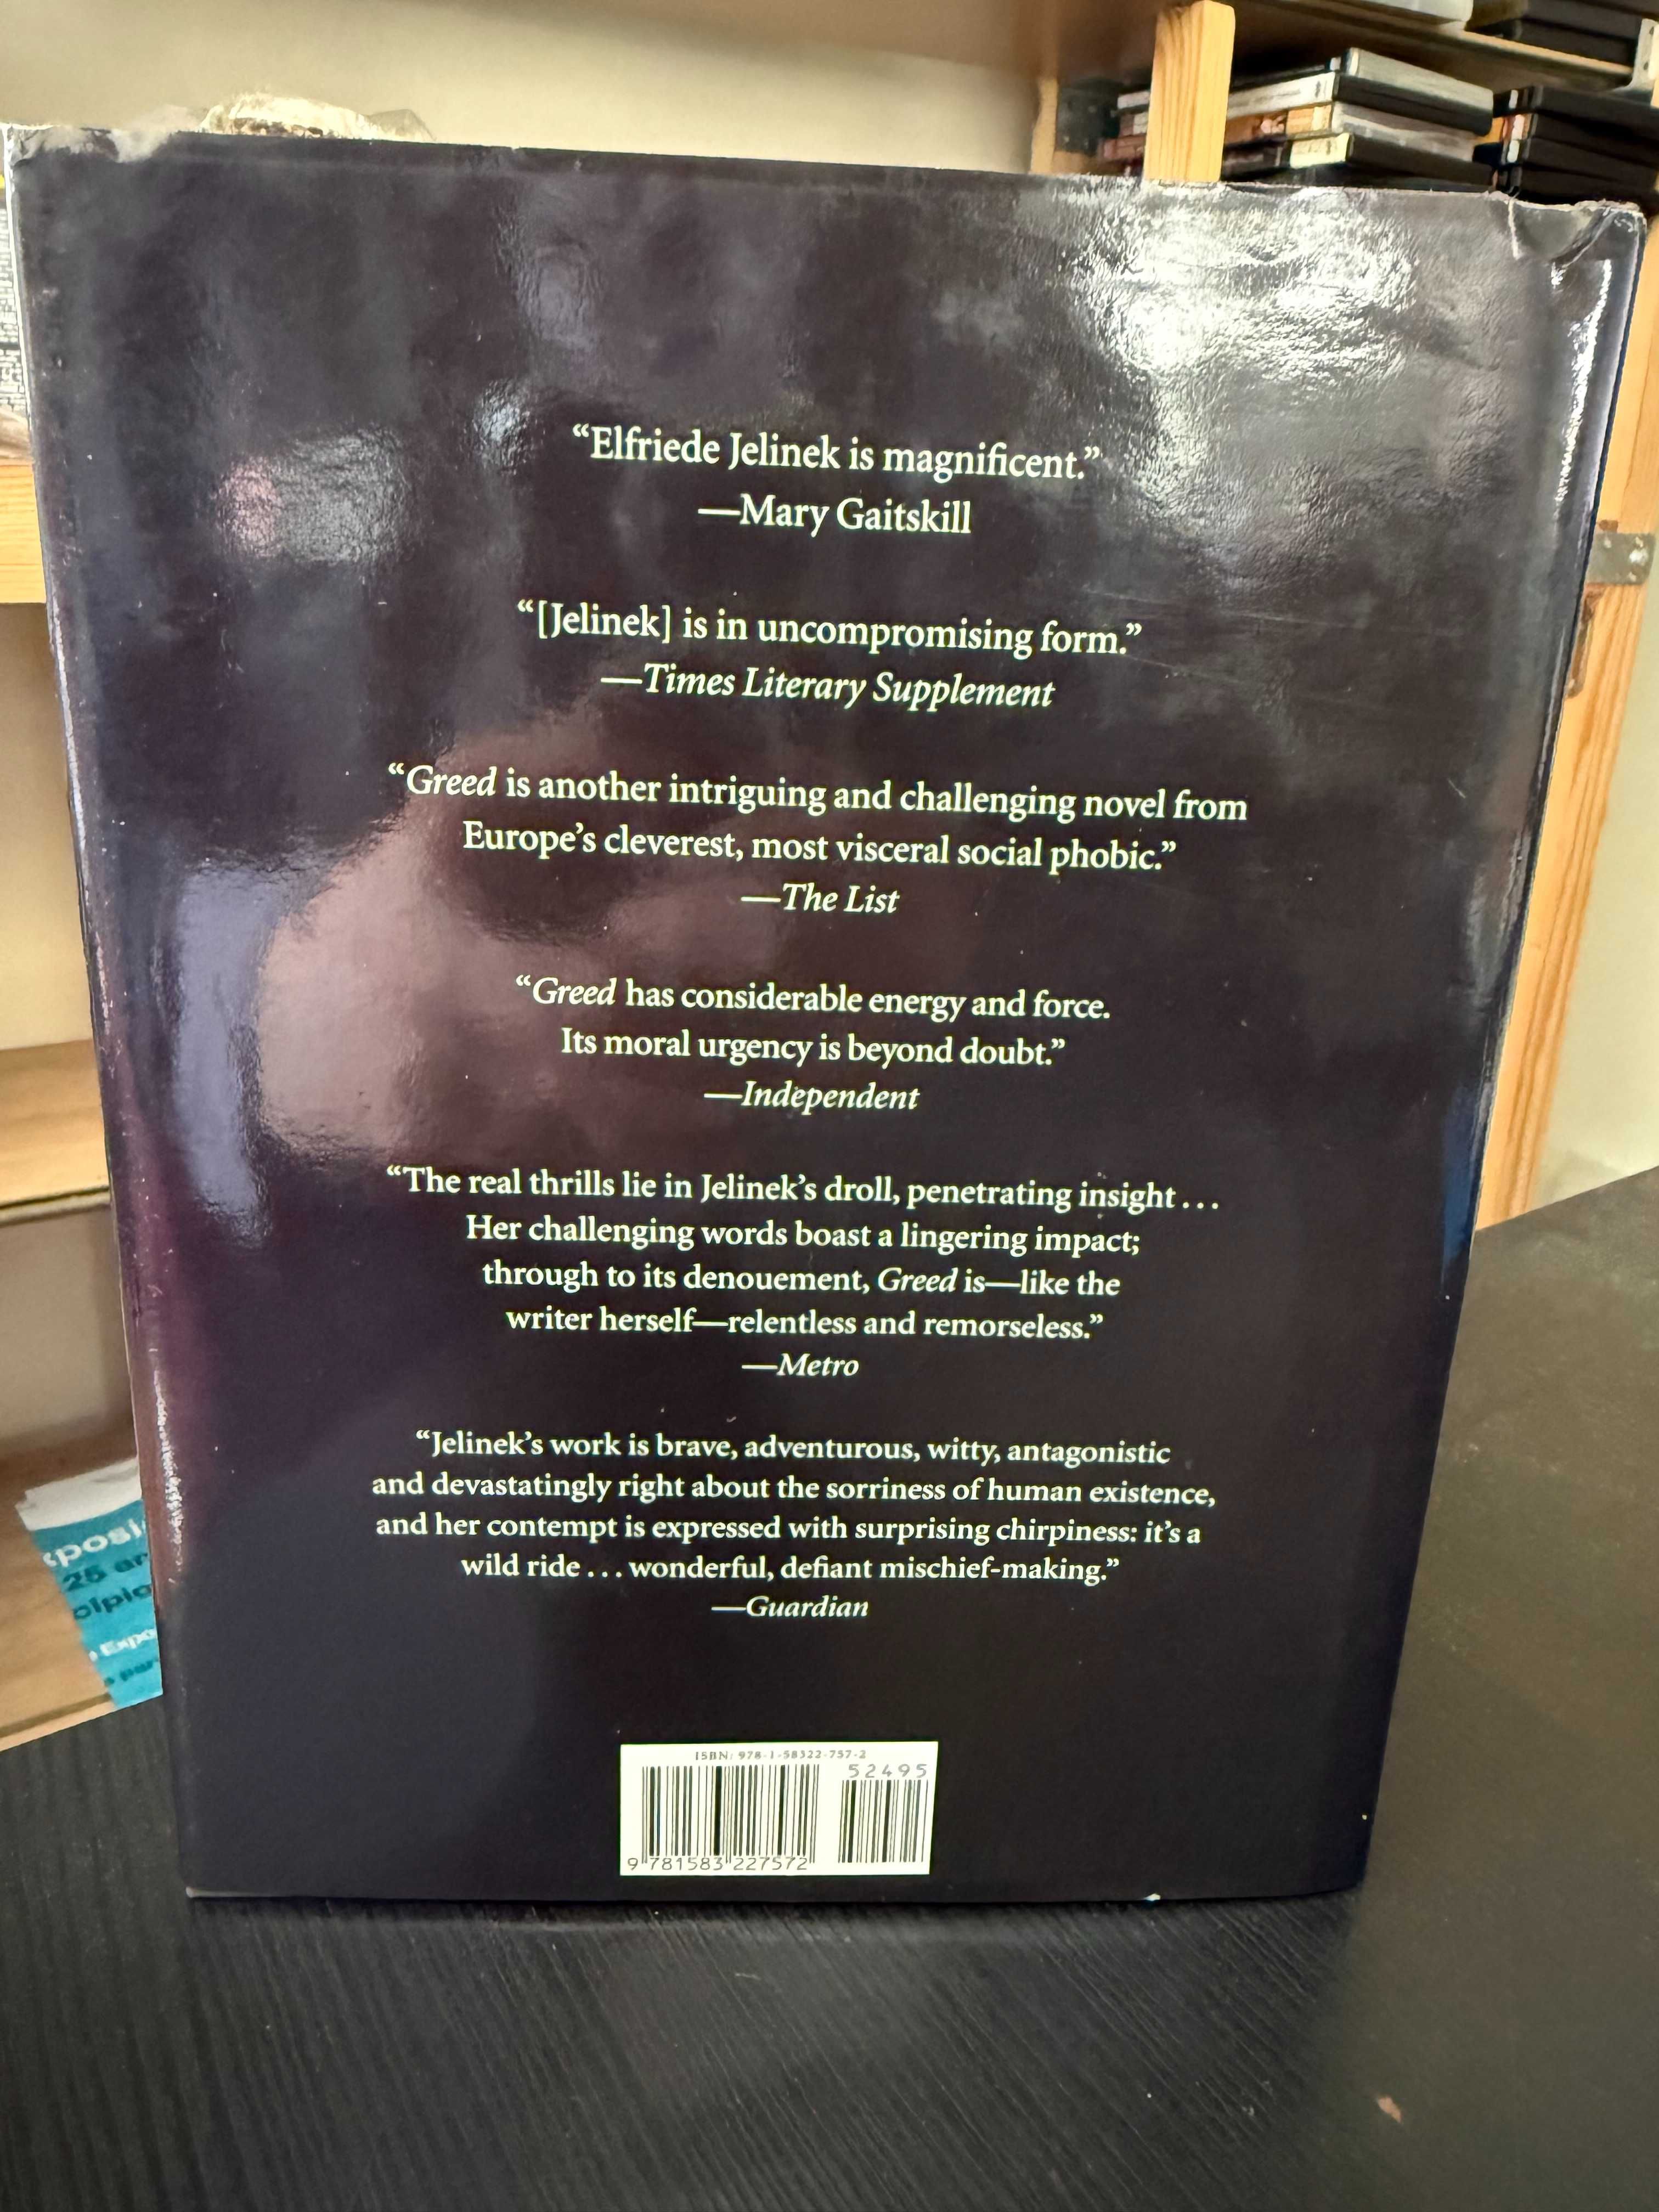 “Elfriede Jelinek is magnificent.”
—Mary Gaitskill
“[Jelinek] is in uncompromising form.”
—Times Literary Supplement
“Greed is another intriguing and challenging novel from
Europe’s cleverest, most visceral social phobic.”
—The List
“Greed has considerable energy and force.
Its moral urgency is beyond doubt.”
—Independent
“The real thrills lie in Jelinek’s droll, penetrating insight . . .
Her challenging words boast a lingering impact;
through to its denouement, Greed is—like the
writer herself—relentless and remorseless.”
—Metro
“Jelinek’s work is brave, adventurous, witty, antagonistic
and devastatingly right about the sorriness of human existence,
and her contempt is expressed with surprising chirpiness: it’s a
wild ride . . . wonderful, defiant mischief-making.”
—Guardian
ISBN: 978-1-58322-757-2
52495
9 781583 227572
25